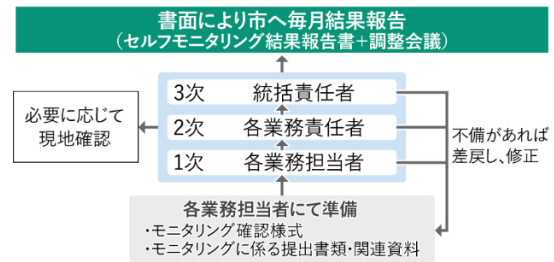 書面により市へ毎月結果報告
（セルフモニタリング結果報告書＋調整会議）
3次 統括責任者
2次 各業務責任者
1次 各業務担当者
必要に応じて
現地確認
不備があれば
差戻し、修正
各業務担当者にて準備
・モニタリング確認様式
・モニタリングに係る提出書類・関連資料